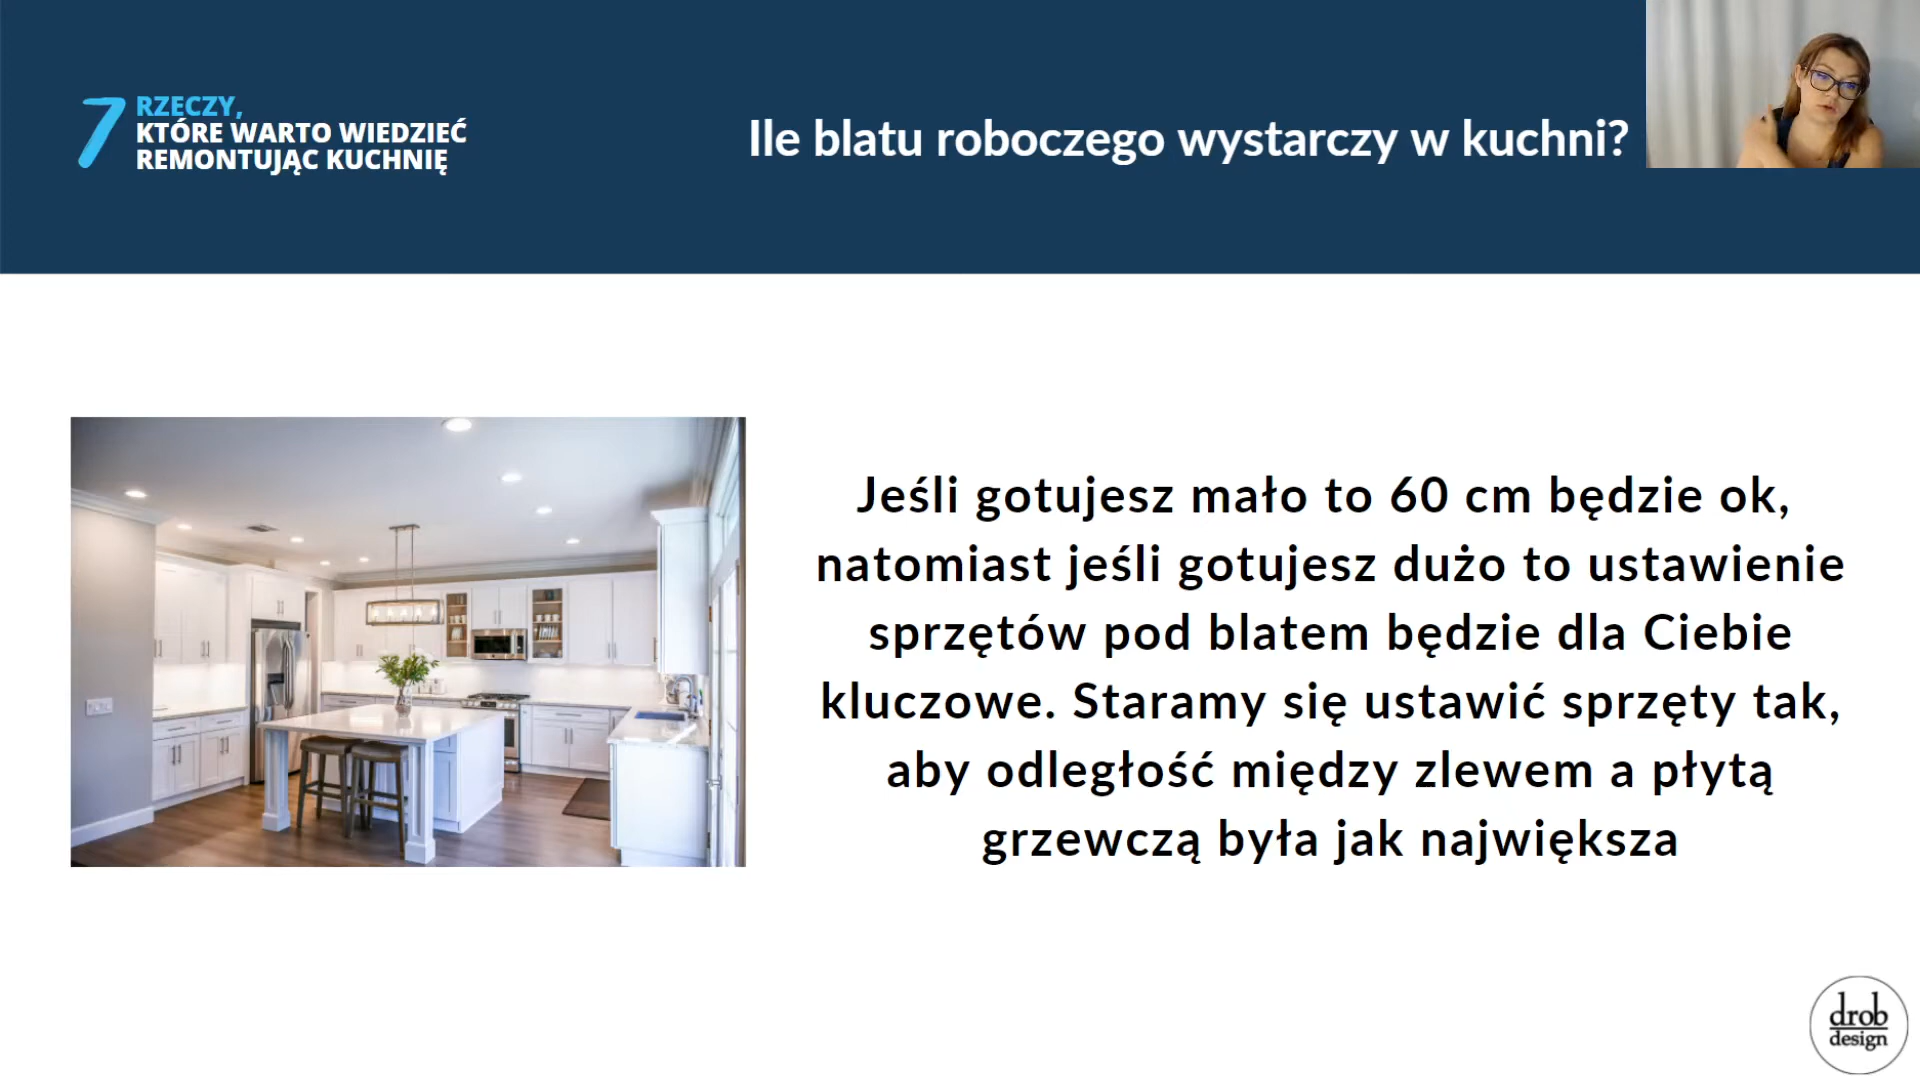 7 RZECZY,
KTÓRE WARTO WIEDZIEĆ
REMONTUJĄC KUCHNIĘ
Ile blatu roboczego wystarczy w kuchni?
Jeśli gotujesz mało to 60 cm będzie ok,
natomiast jeśli gotujesz dużo to ustawienie
sprzętów pod blatem będzie dla Ciebie
kluczowe. Staramy się ustawić sprzęty tak,
aby odległość między zlewem a płytą
grzewczą była jak największa
drob
design